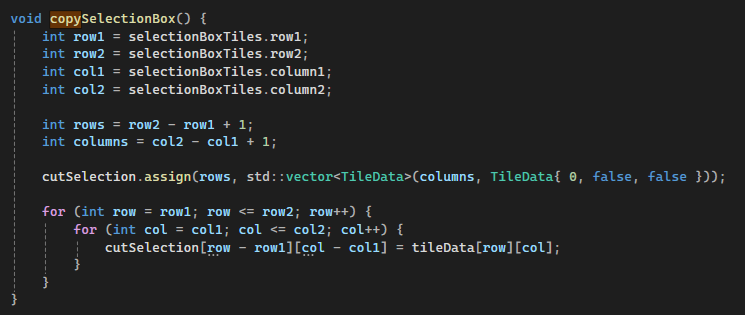 void copySelectionBox() {
    int row1 = selectionBoxTiles.row1;
    int row2 = selectionBoxTiles.row2;
    int col1 = selectionBoxTiles.column1;
    int col2 = selectionBoxTiles.column2;

    int rows = row2 - row1 + 1;
    int columns = col2 - col1 + 1;

    cutSelection.assign(rows, std::vector<TileData>(columns, TileData{ 0, false, false }));

    for (int row = row1; row <= row2; row++) {
        for (int col = col1; col <= col2; col++) {
            cutSelection[row - row1][col - col1] = tileData[row][col];
        }
    }
}